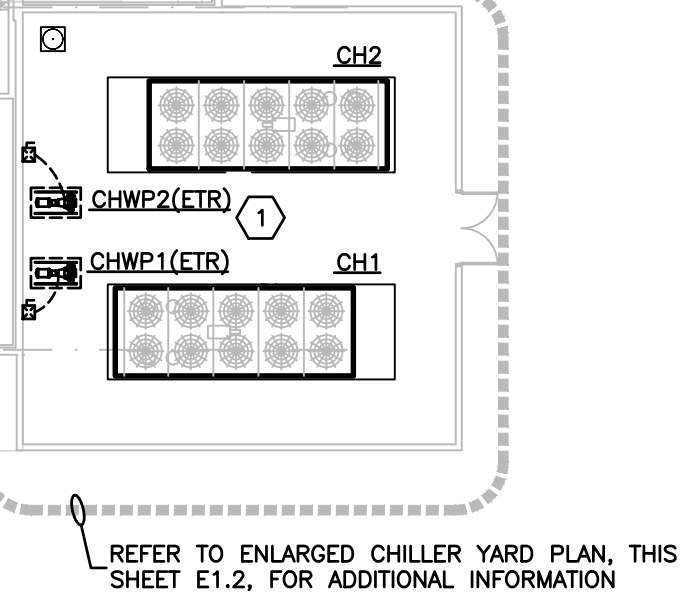 CH2
CHWP2(ETR)
1
CHWP1(ETR)
CH1
REFER TO ENLARGED CHILLER YARD PLAN, THIS
SHEET E1.2, FOR ADDITIONAL INFORMATION